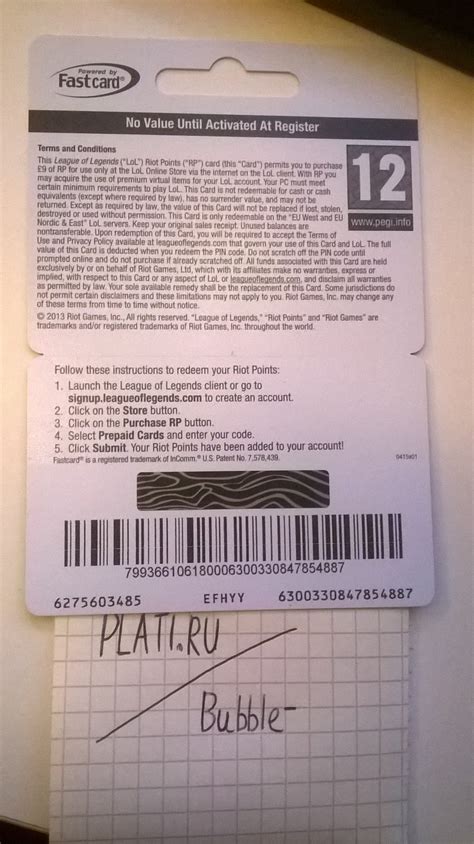 Powered by
Fastcard®
No Value Until Activated At Register
Terms and Conditions
This League of Legends ("LoL") Riot Points ("RP") card (this "Card") permits you to purchase
£9 of RP for use only at the LoL Online Store via the internet on the LoL client. With RP you
may acquire the use of premium virtual items for your LoL account. Your PC must meet
certain minimum requirements to play LoL. This Card is not redeemable for cash or cash
equivalents (except where required by law), has no surrender value, and may not be
returned. Except as required by law, the value of this Card will not be replaced if lost, stolen,
destroyed or used without permission. This Card is only redeemable on the "EU West and EU
Nordic & East" LoL servers. Keep your original sales receipt. Unused balances are
nontransferable. Upon redemption of this Card, you will be required to accept the Terms of
Use and Privacy Policy available at leagueoflegends.com that govern your use of this Card and LoL. The full
value of this Card is deducted when you redeem the PIN code. Do not scratch off the PIN code until
prompted online and do not purchase if already scratched off. All funds associated with this Card are held
exclusively by or on behalf of Riot Games, Ltd, which with its affiliates make no warranties, express or
implied, with respect to this Card or any aspect of LoL or leagueoflegends.com, and disclaim all warranties
as permitted by law. Your sole available remedy shall be the replacement of this Card. Some jurisdictions do
not permit certain disclaimers and these limitations may not apply to you. Riot Games, Inc. may change any
of these terms from time to time without notice.
© 2013 Riot Games, Inc., All rights reserved. "League of Legends," "Riot Points" and "Riot Games" are
trademarks and/or registered trademarks of Riot Games, Inc. throughout the world.
12
www.pegi.info
Follow these instructions to redeem your Riot Points:
1. Launch the League of Legends client or go to
signup.leagueoflegends.com to create an account.
2. Click on the Store button.
3. Click on the Purchase RP button.
4. Select Prepaid Cards and enter your code.
5. Click Submit. Your Riot Points have been added to your account!
Fastcard® is a registered trademark of InComm.® U.S. Patent No. 7,578,439.
0415w01
799366106180006300330847854887
6275603485 EFHYY 6300330847854887
PLATI.RU
Bubble-